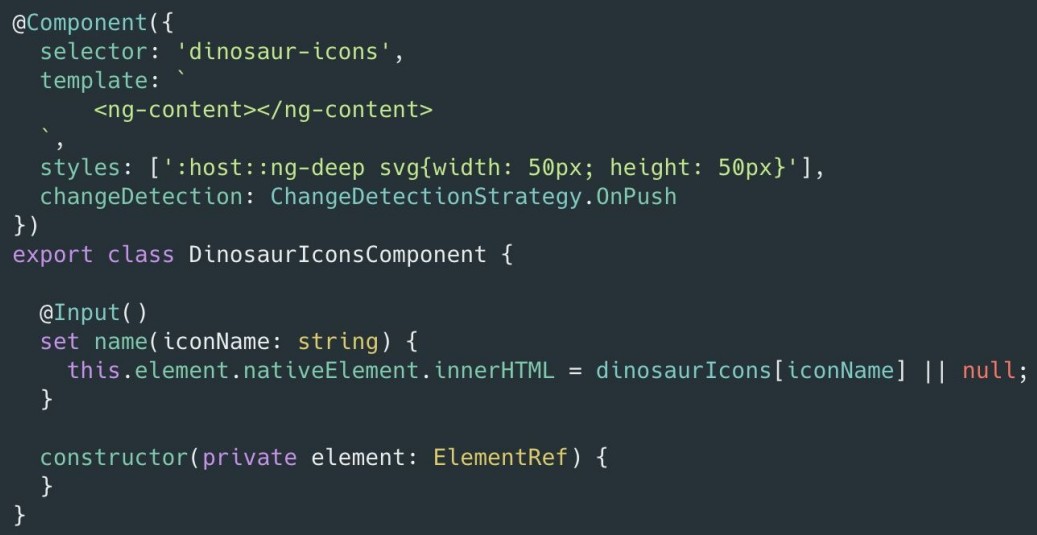 @Component({
  selector: 'dinosaur-icons',
  template: `
      <ng-content></ng-content>
  `,
  styles: [':host::ng-deep svg{width: 50px; height: 50px}'],
  changeDetection: ChangeDetectionStrategy.OnPush
})
export class DinosaurIconsComponent {

  @Input()
  set name(iconName: string) {
    this.element.nativeElement.innerHTML = dinosaurIcons[iconName] || null;
  }

  constructor(private element: ElementRef) {
  }
}